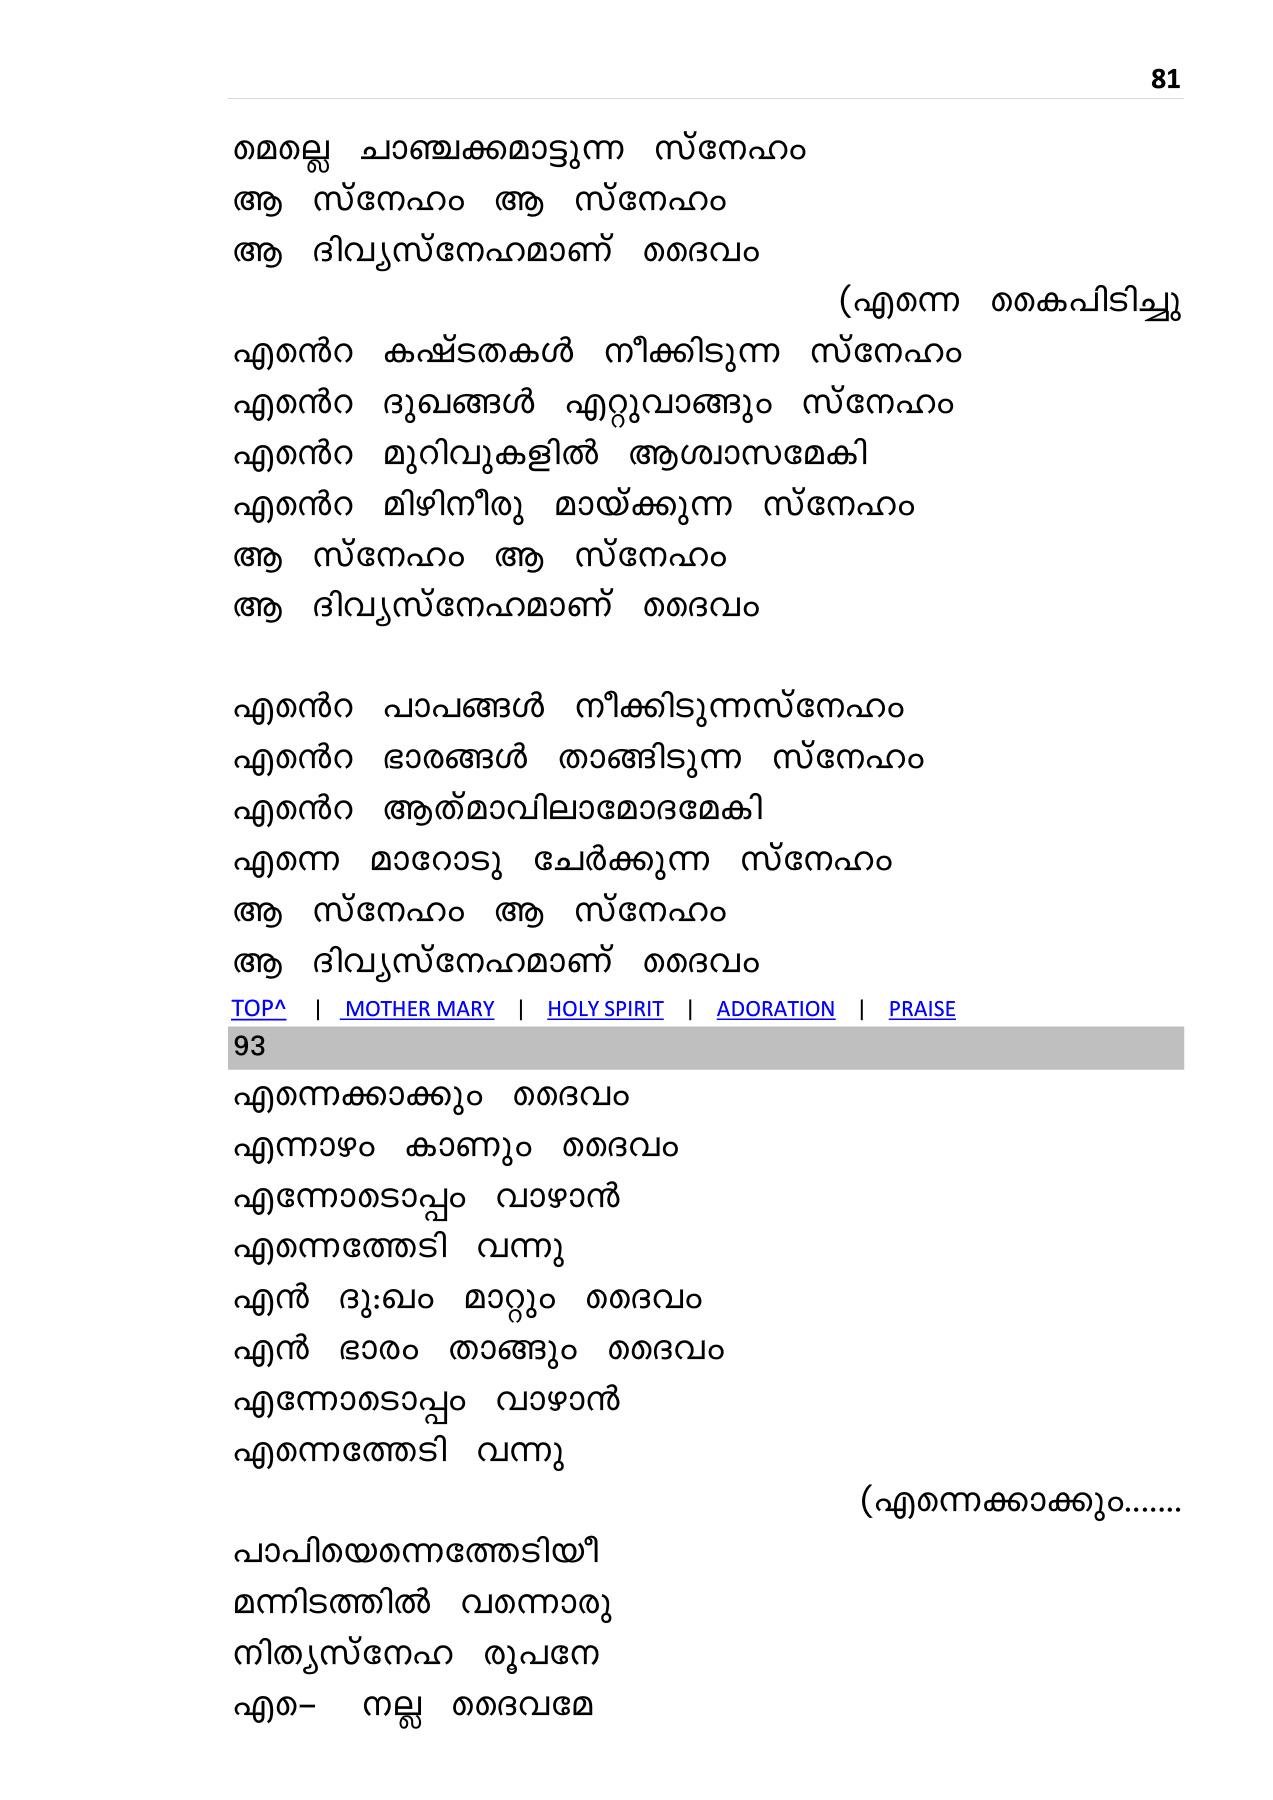 81
മെല്ലെ ചാഞ്ചക്കമാട്ടുന്ന സ്നേഹം
ആ സ്നേഹം ആ സ്നേഹം
ആ ദിവ്യസ്നേഹമാണ് ദൈവം
(എന്നെ കൈപിടിച്ചു
എൻെറ കഷ്ടതകൾ നീക്കിടുന്ന സ്നേഹം
എൻെറ ദുഖങ്ങൾ എറ്റുവാങ്ങും സ്നേഹം
എൻെറ മുറിവുകളിൽ ആശ്വാസമേകി
എൻെറ മിഴിനീരു മായ്ക്കുന്ന സ്നേഹം
ആ സ്നേഹം ആ സ്നേഹം
ആ ദിവ്യസ്നേഹമാണ് ദൈവം
എൻെറ പാപങ്ങൾ നീക്കിടുന്നസ്നേഹം
എൻെറ ഭാരങ്ങൾ താങ്ങിടുന്ന സ്നേഹം
എൻെറ ആത്മാവിലാമോദമേകി
എന്നെ മാറോടു ചേർക്കുന്ന സ്നേഹം
ആ സ്നേഹം ആ സ്നേഹം
ആ ദിവ്യസ്നേഹമാണ് ദൈവം
TOP^ | MOTHER MARY | HOLY SPIRIT | ADORATION | PRAISE
93
എന്നെക്കാക്കും ദൈവം
എന്നാഴം കാണും ദൈവം
എന്നോടൊപ്പം വാഴാൻ
എന്നെത്തേടി വന്നു
എൻ ദു:ഖം മാറ്റും ദൈവം
എൻ ഭാരം താങ്ങും ദൈവം
എന്നോടൊപ്പം വാഴാൻ
എന്നെത്തേടി വന്നു
(എന്നെക്കാക്കും.......
പാപിയെന്നെത്തേടിയീ
മന്നിടത്തിൽ വന്നൊരു
നിത്യസ്നേഹ രൂപനേ
എ​െ– നല്ല ദൈവമേ